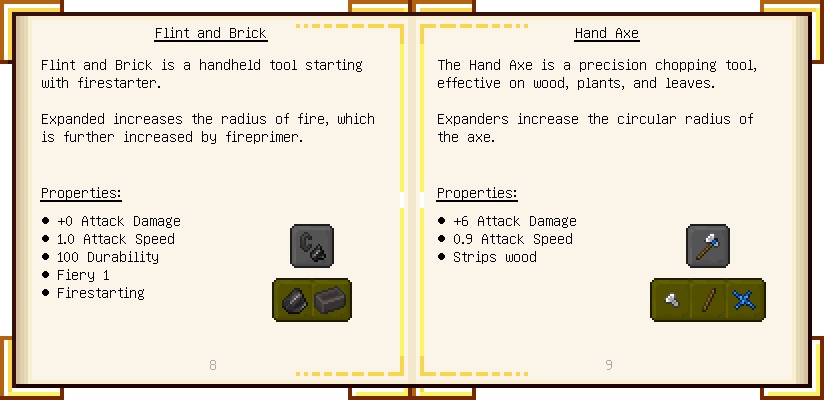 Flint and Brick
Flint and Brick is a handheld tool starting
with firestarter.
Expanded increases the radius of fire, which
is further increased by fireprimer.
Properties:
• +0 Attack Damage
• 1.0 Attack Speed
• 100 Durability
• Fiery 1
• Firestarting
8
Hand Axe
The Hand Axe is a precision chopping tool,
effective on wood, plants, and leaves.
Expanders increase the circular radius of
the axe.
Properties:
• +6 Attack Damage
• 0.9 Attack Speed
• Strips wood
9